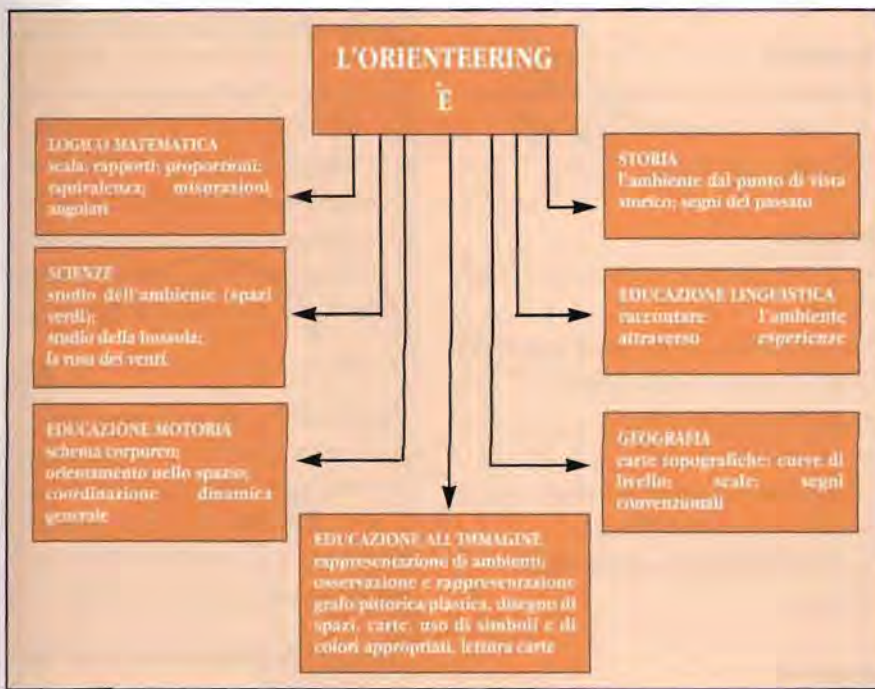 L'ORIENTEERING
È
LOGICO MATEMATICA
scala; rapporti; proporzioni;
equivalenza; misurazioni
angolari
SCIENZE
studio dell'ambiente (spazi
verdi);
studio della bussola;
la rosa dei venti.
EDUCAZIONE MOTORIA
schema corporeo;
orientamento nello spazio;
coordinazione dinamica
generale
EDUCAZIONE ALL'IMMAGINE
rappresentazione di ambienti;
osservazione e rappresentazione
grafo pittorica/plastica, disegno di
spazi, carte, uso di simboli e di
colori appropriati, lettura carte
STORIA
l'ambiente dal punto di vista
storico; segni del passato
EDUCAZIONE LINGUISTICA
raccontare l'ambiente
attraverso esperienze
GEOGRAFIA
carte topografiche; curve di
livello; scale; segni
convenzionali